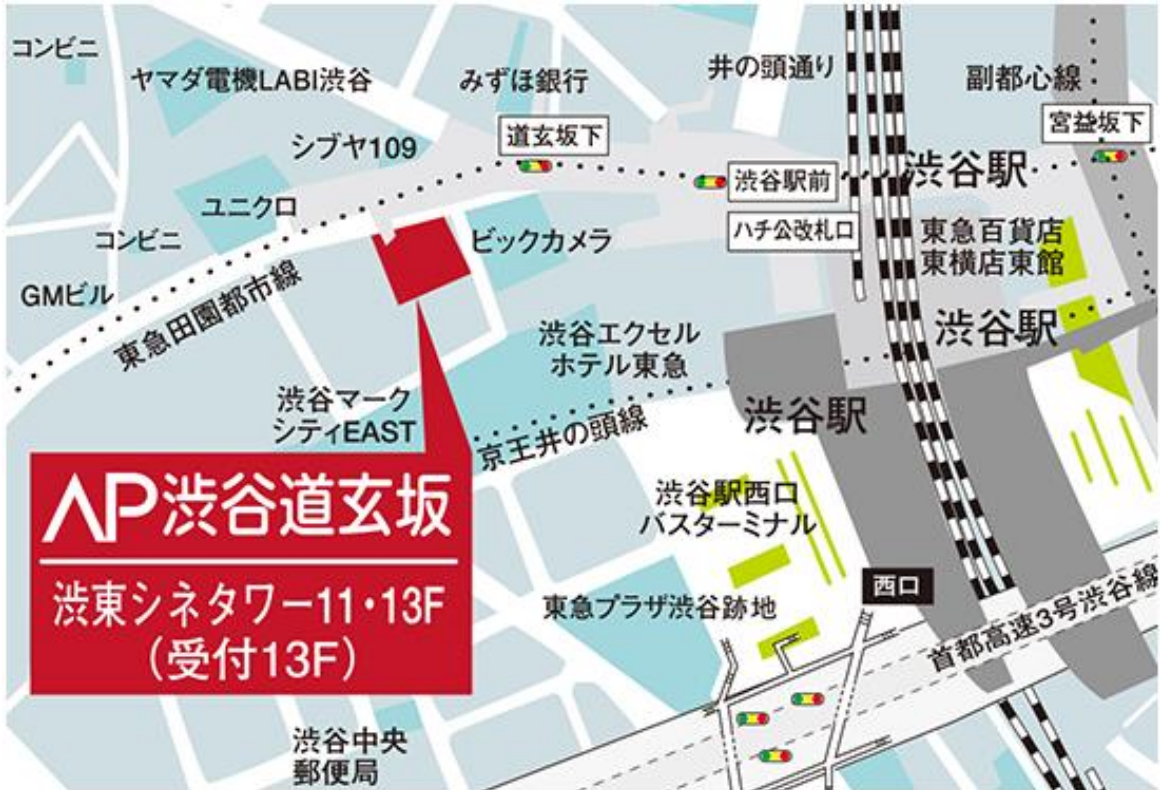 コンビニ
ヤマダ電機LABI渋谷
みずほ銀行
井の頭通り
副都心線
宮益坂下
シブヤ109
道玄坂下
渋谷駅前
渋谷駅
ユニクロ
コンビニ
ビックカメラ
ハチ公改札口
東急百貨店
東横店東館
GMビル
東急田園都市線
渋谷エクセル
ホテル東急
渋谷駅
渋谷マーク
シティEAST
京王井の頭線
渋谷駅
AP渋谷道玄坂
渋東シネタワー11・13F
(受付13F)
渋谷駅西口
バスターミナル
西口
東急プラザ渋谷跡地
首都高速3号渋谷線
渋谷中央
郵便局